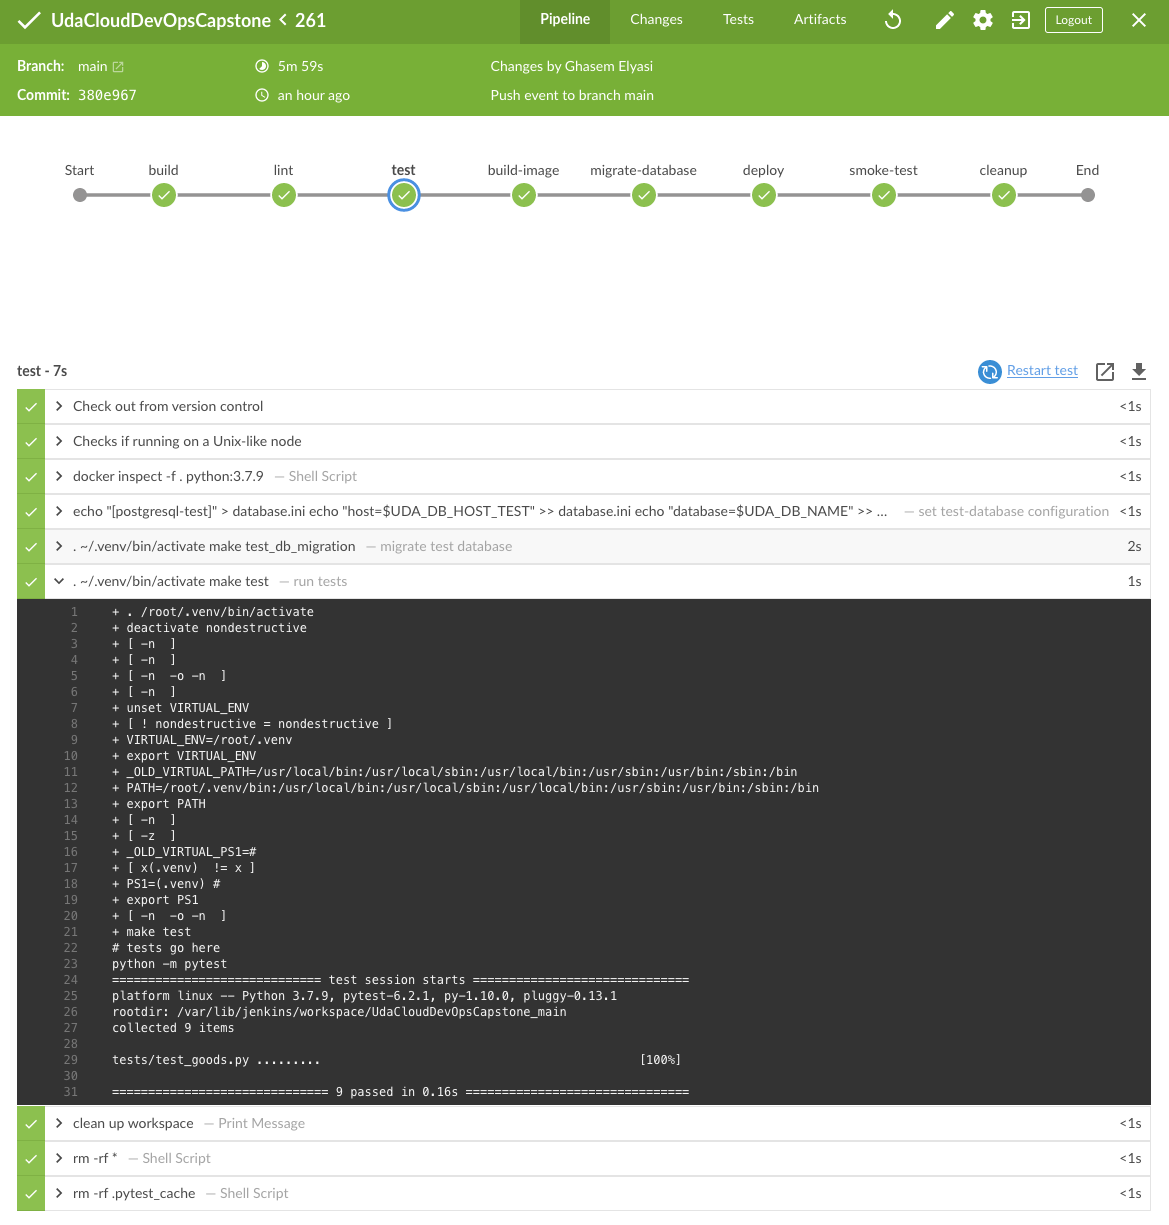 UdaCloudDevOpsCapstone < 261 Pipeline Changes Tests Artifacts Logout
Branch: main 5m 59s Changes by Ghasem Elyasi
Commit: 380e967 an hour ago Push event to branch main
Start build lint test build-image migrate-database deploy smoke-test cleanup End
test - 7s Restart test
Check out from version control <1s
Checks if running on a Unix-like node <1s
docker inspect -f . python:3.7.9 — Shell Script <1s
echo "[postgresql-test]" > database.ini echo "host=$UDA_DB_HOST_TEST" >> database.ini echo "database=$UDA_DB_NAME" >> ... — set test-database configuration <1s
. ~/.venv/bin/activate make test_db_migration — migrate test database 2s
. ~/.venv/bin/activate make test — run tests 1s
1 + . /root/.venv/bin/activate
2 + deactivate nondestructive
3 + [ -n  ]
4 + [ -n  ]
5 + [ -n  -o -n  ]
6 + [ -n  ]
7 + unset VIRTUAL_ENV
8 + [ ! nondestructive = nondestructive ]
9 + VIRTUAL_ENV=/root/.venv
10 + export VIRTUAL_ENV
11 + _OLD_VIRTUAL_PATH=/usr/local/bin:/usr/local/sbin:/usr/local/bin:/usr/sbin:/usr/bin:/sbin:/bin
12 + PATH=/root/.venv/bin:/usr/local/bin:/usr/local/sbin:/usr/local/bin:/usr/sbin:/usr/bin:/sbin:/bin
13 + export PATH
14 + [ -n  ]
15 + [ -z  ]
16 + _OLD_VIRTUAL_PS1=#
17 + [ x(.venv)  != x ]
18 + PS1=(.venv) #
19 + export PS1
20 + [ -n  -o -n  ]
21 + make test
22 # tests go here
23 python -m pytest
24 ============================= test session starts ==============================
25 platform linux -- Python 3.7.9, pytest-6.2.1, py-1.10.0, pluggy-0.13.1
26 rootdir: /var/lib/jenkins/workspace/UdaCloudDevOpsCapstone_main
27 collected 9 items
28
29 tests/test_goods.py ......... [100%]
30
31 ============================== 9 passed in 0.16s ===============================
clean up workspace — Print Message <1s
rm -rf * — Shell Script <1s
rm -rf .pytest_cache — Shell Script <1s